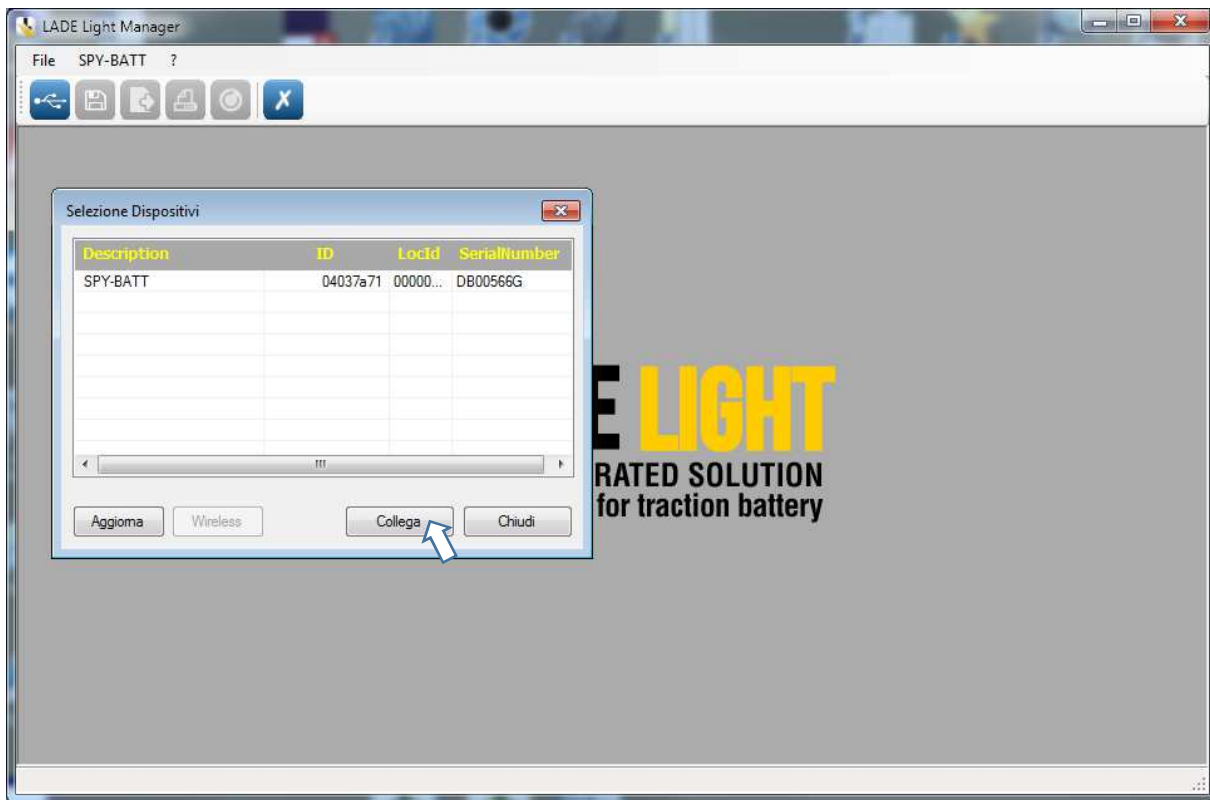 LADE Light Manager
File SPY-BATT ?
Selezione Dispositivi
Description ID LocId SerialNumber
SPY-BATT 04037a71 00000... DB00566G
E LIGHT
RATED SOLUTION
for traction battery
Aggiorna Wireless Collega Chiudi